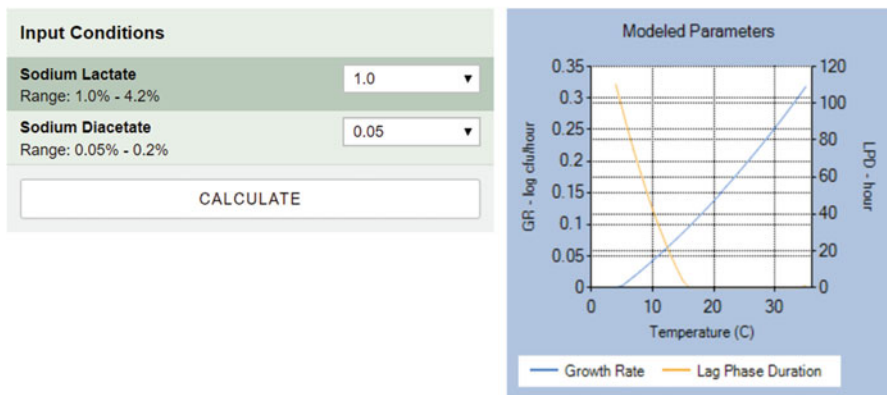 Input Conditions
Sodium Lactate
Range: 1.0% - 4.2%
1.0
Sodium Diacetate
Range: 0.05% - 0.2%
0.05
CALCULATE
Modeled Parameters
GR - log cfu/hour
0.35
0.3
0.25
0.2
0.15
0.1
0.05
0
120
100
80
60
40
20
0
LPD - hour
0 10 20 30
Temperature (C)
Growth Rate Lag Phase Duration